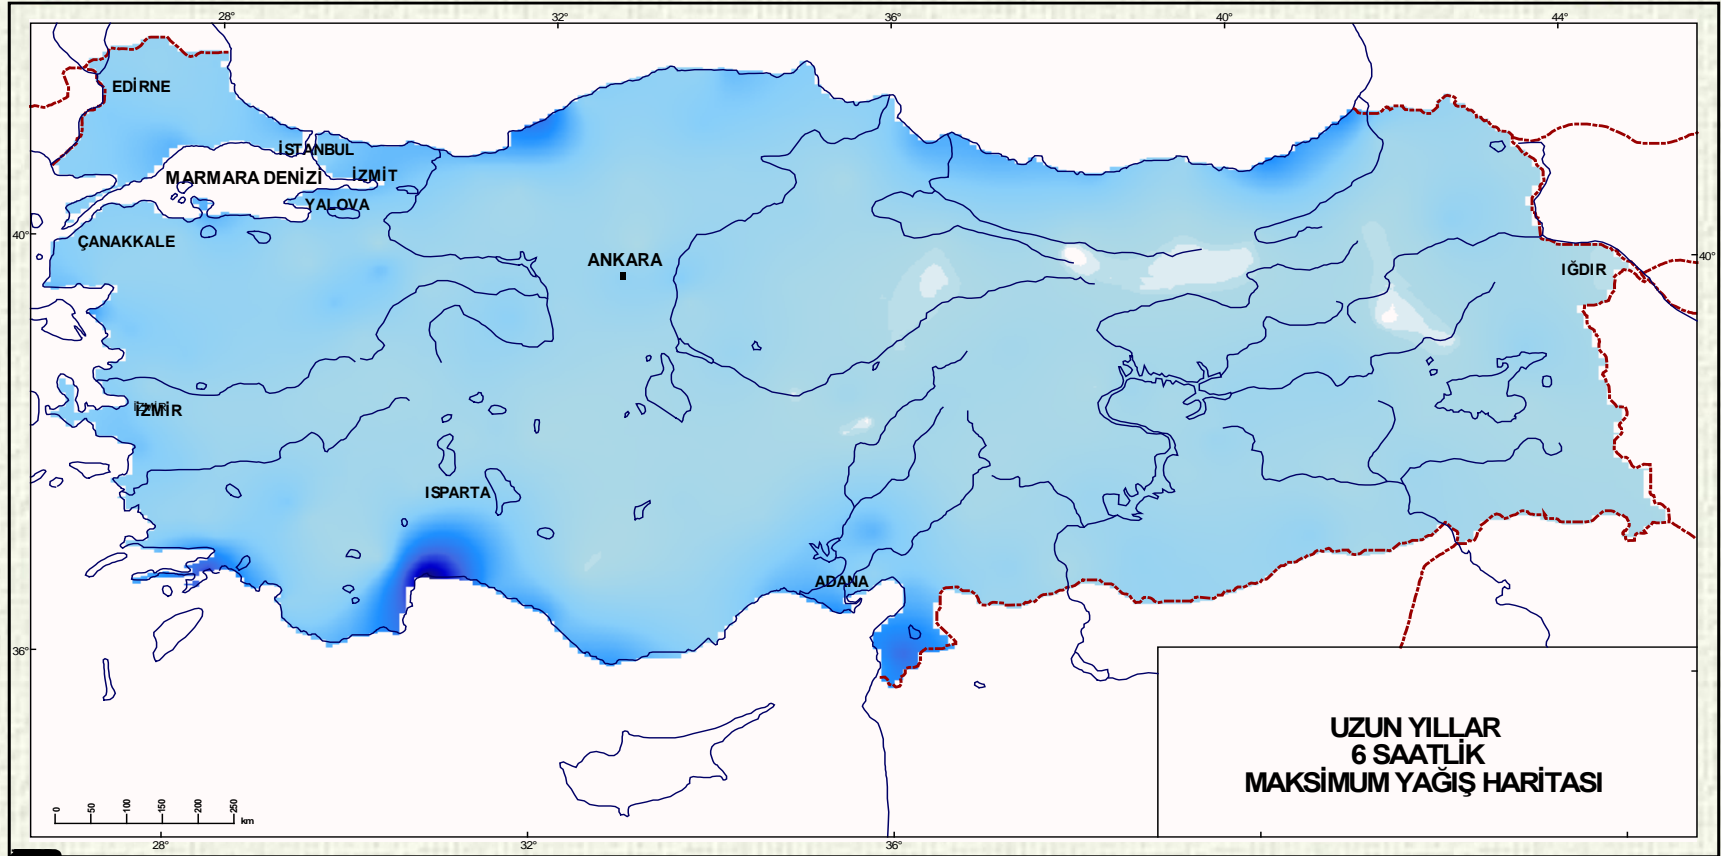 28°
32°
36°
40°
44°
EDİRNE
İSTANBUL
MARMARA DENİZİ
İZMİT
YALOVA
40°
ÇANAKKALE
ANKARA
40°
IĞDIR
İZMİR
İZMİR
ISPARTA
ADANA
36°
UZUN YILLAR
6 SAATLİK
MAKSİMUM YAĞIŞ HARİTASI
0 50 100 150 200 250
km
28°
32°
36°